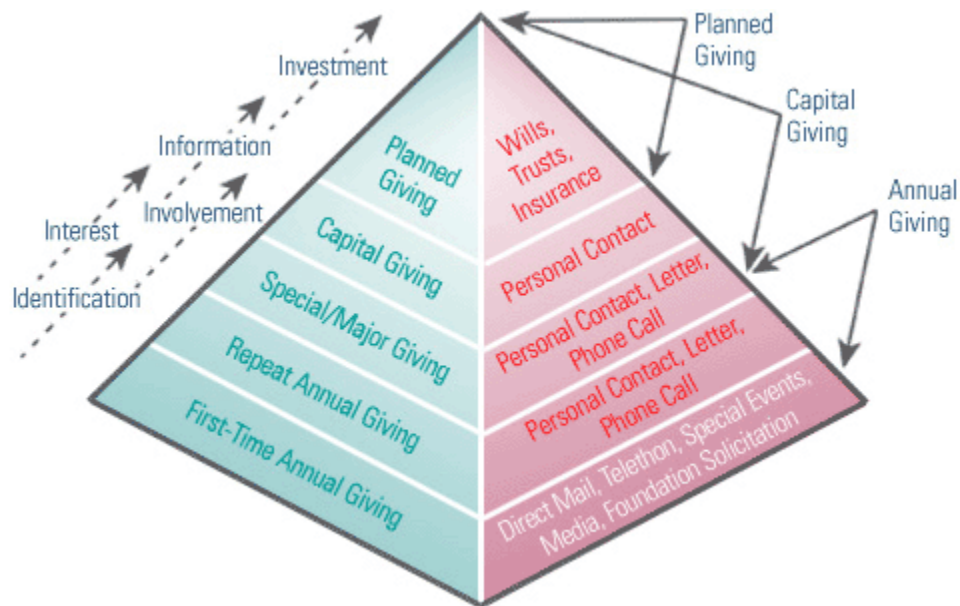 Investment
Information
Involvement
Interest
Identification
Planned
Giving
Capital Giving
Special/Major Giving
Repeat Annual Giving
First-Time Annual Giving
Wills,
Trusts,
Insurance
Personal Contact
Personal Contact, Letter,
Phone Call
Personal Contact, Letter,
Phone Call
Direct Mail, Telethon, Special Events,
Media, Foundation Solicitation
Planned
Giving
Capital
Giving
Annual
Giving